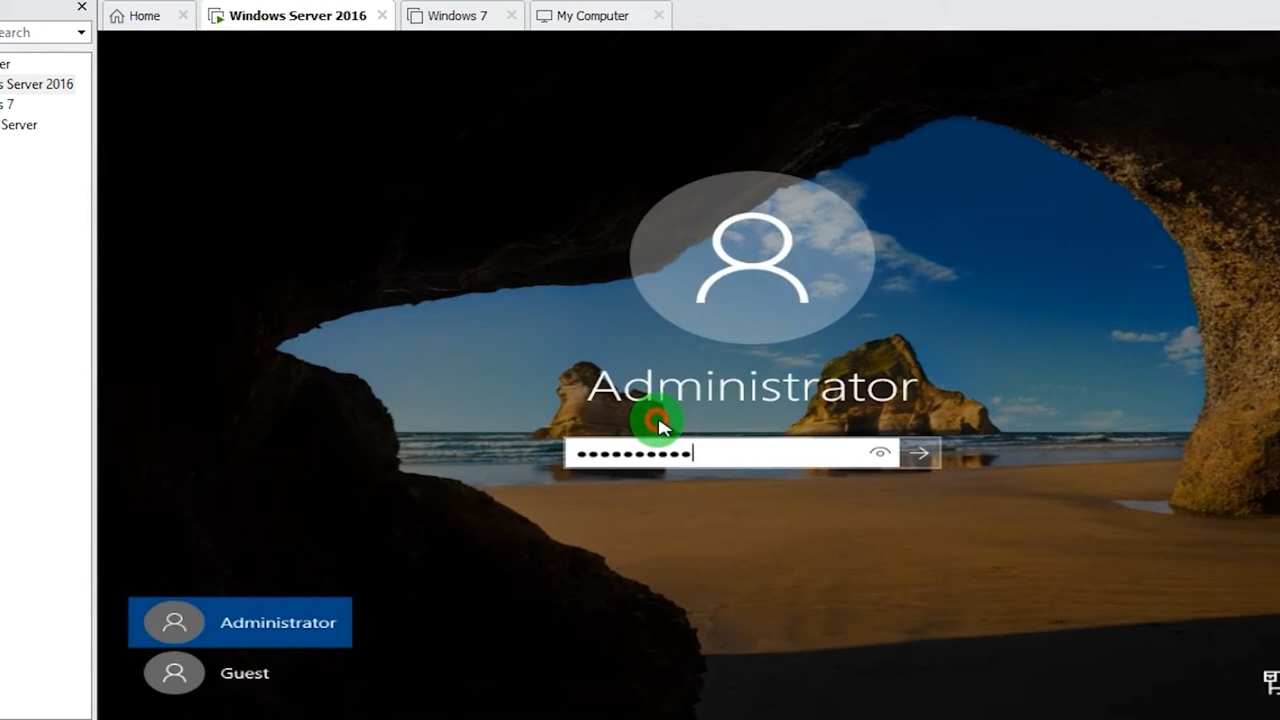 Home
Windows Server 2016
Windows 7
My Computer
earch
er
s Server 2016
s 7
Server
Administrator
Administrator
Guest